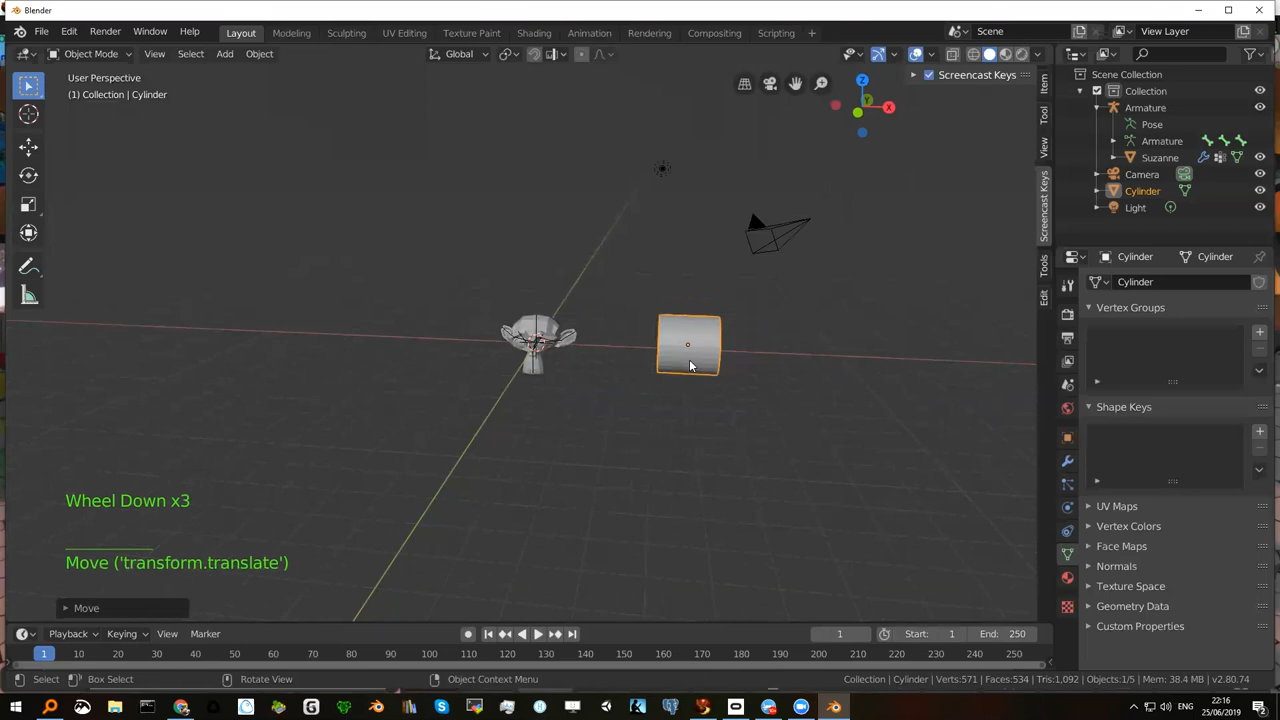 Blender
File Edit Render Window Help
Layout Modeling Sculpting UV Editing Texture Paint Shading Animation Rendering Compositing Scripting +
Scene
View Layer
Object Mode View Select Add Object
Global
User Perspective
(1) Collection | Cylinder
Screencast Keys
Z
Y
X
Item
Tool
View
Screencast Keys
Tools
Edit
Scene Collection
Collection
Armature
Pose
Armature
Suzanne
Camera
Cylinder
Light
Cylinder
Cylinder
Cylinder
Vertex Groups
Shape Keys
UV Maps
Vertex Colors
Face Maps
Normals
Texture Space
Geometry Data
Custom Properties
Wheel Down x3
Move ('transform.translate')
Move
Playback Keying View Marker
1
Start: 1
End: 250
1 10 20 30 40 50 60 70 80 90 100 110 120 130 140 150 160 170 180 190 200 210 220 230 240 250
Select Box Select Rotate View Object Context Menu
Collection | Cylinder | Verts:571 | Faces:534 | Tris:1,092 | Objects:1/5 | Mem: 38.4 MB | v2.80.74
22:16
25/06/2019